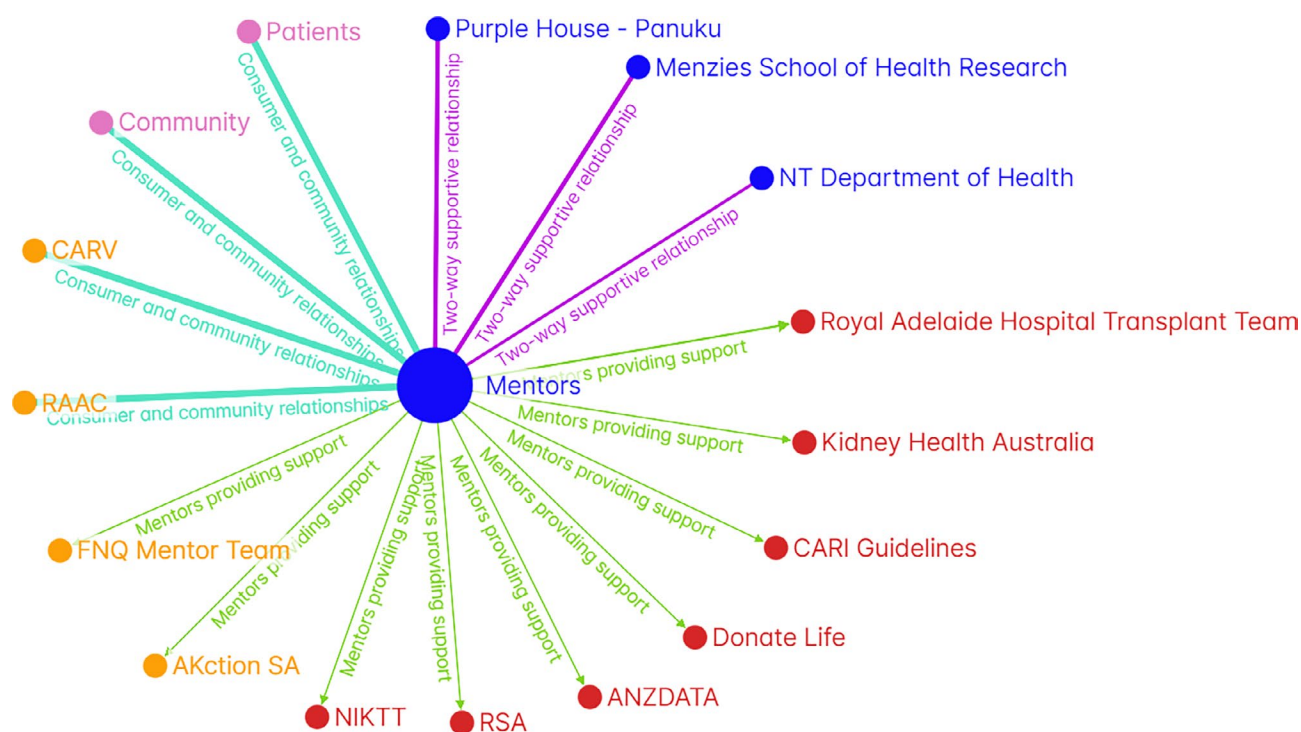 Patients
Purple House - Panuku
Menzies School of Health Research
Community
NT Department of Health
CARV
RAAC
Mentors
Royal Adelaide Hospital Transplant Team
Kidney Health Australia
CARI Guidelines
Donate Life
ANZDATA
RSA
NIKTT
AKction SA
FNQ Mentor Team
Consumer and community relationships
Consumer and community relationships
Consumer and community relationships
Consumer and community relationships
Two-way supportive relationship
Two-way supportive relationship
Two-way supportive relationship
Mentors providing support
Mentors providing support
Mentors providing support
Mentors providing support
Mentors providing support
Mentors providing support
Mentors providing support
Mentors providing support
Mentors providing support